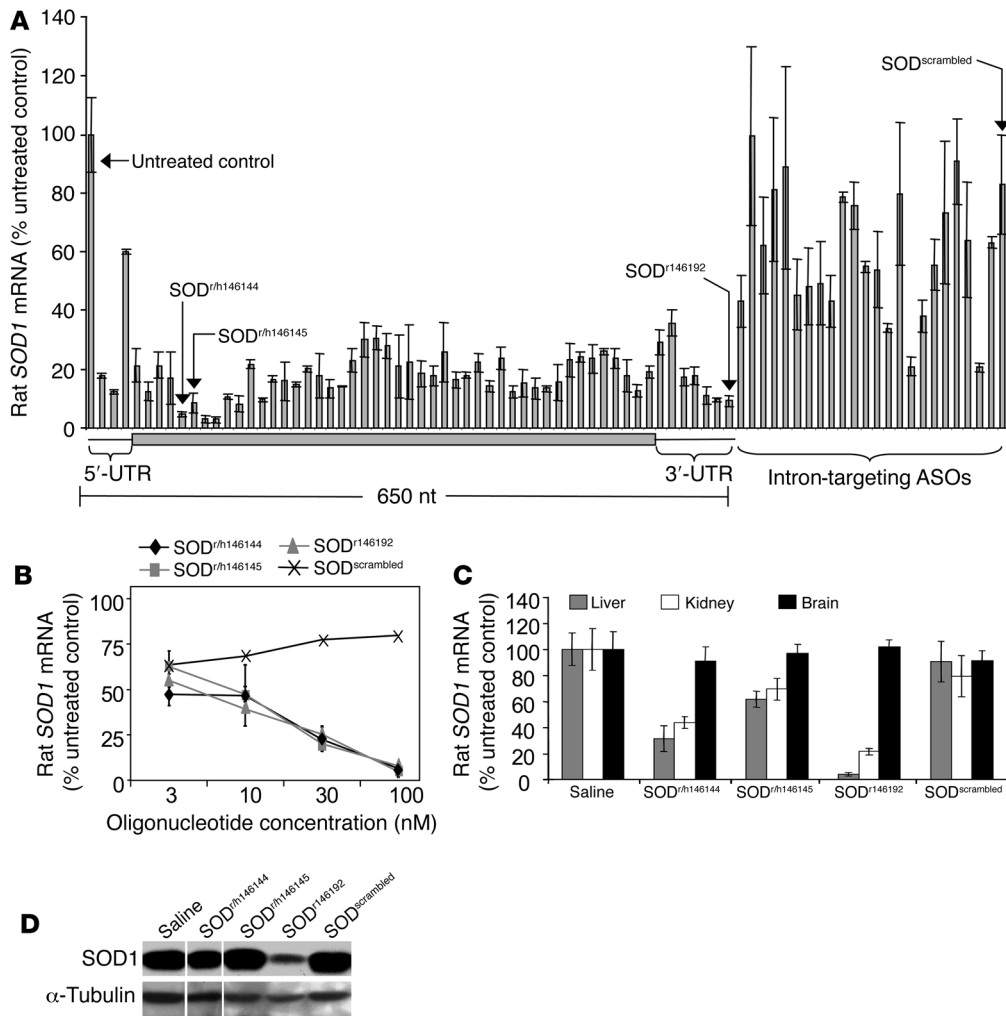 A
Rat SOD1 mRNA (% untreated control)
140
120
100
80
60
40
20
0
Untreated control
SODr/h146144
SODr/h146145
SODr146192
SODscrambled
5′-UTR
3′-UTR
Intron-targeting ASOs
650 nt
B
SODr/h146144
SODr146192
SODr/h146145
SODscrambled
Rat SOD1 mRNA
(% untreated control)
100
75
50
25
0
3 10 30 100
Oligonucleotide concentration (nM)
C
Liver Kidney Brain
Rat SOD1 mRNA
(% untreated control)
140
120
100
80
60
40
20
0
Saline SODr/h146144 SODr/h146145 SODr146192 SODscrambled
D
Saline SODr/h146144 SODr/h146145 SODr146192 SODscrambled
SOD1
α-Tubulin